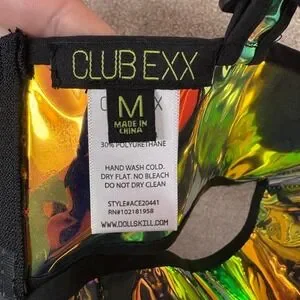 CLUB EXX
M
MADE IN
CHINA
30% POLYURETHANE
HAND WASH COLD.
DRY FLAT. NO BLEACH
DO NOT DRY CLEAN
STYLE#ACE20441
RN#102181958
WWW.DOLLSKILL.COM